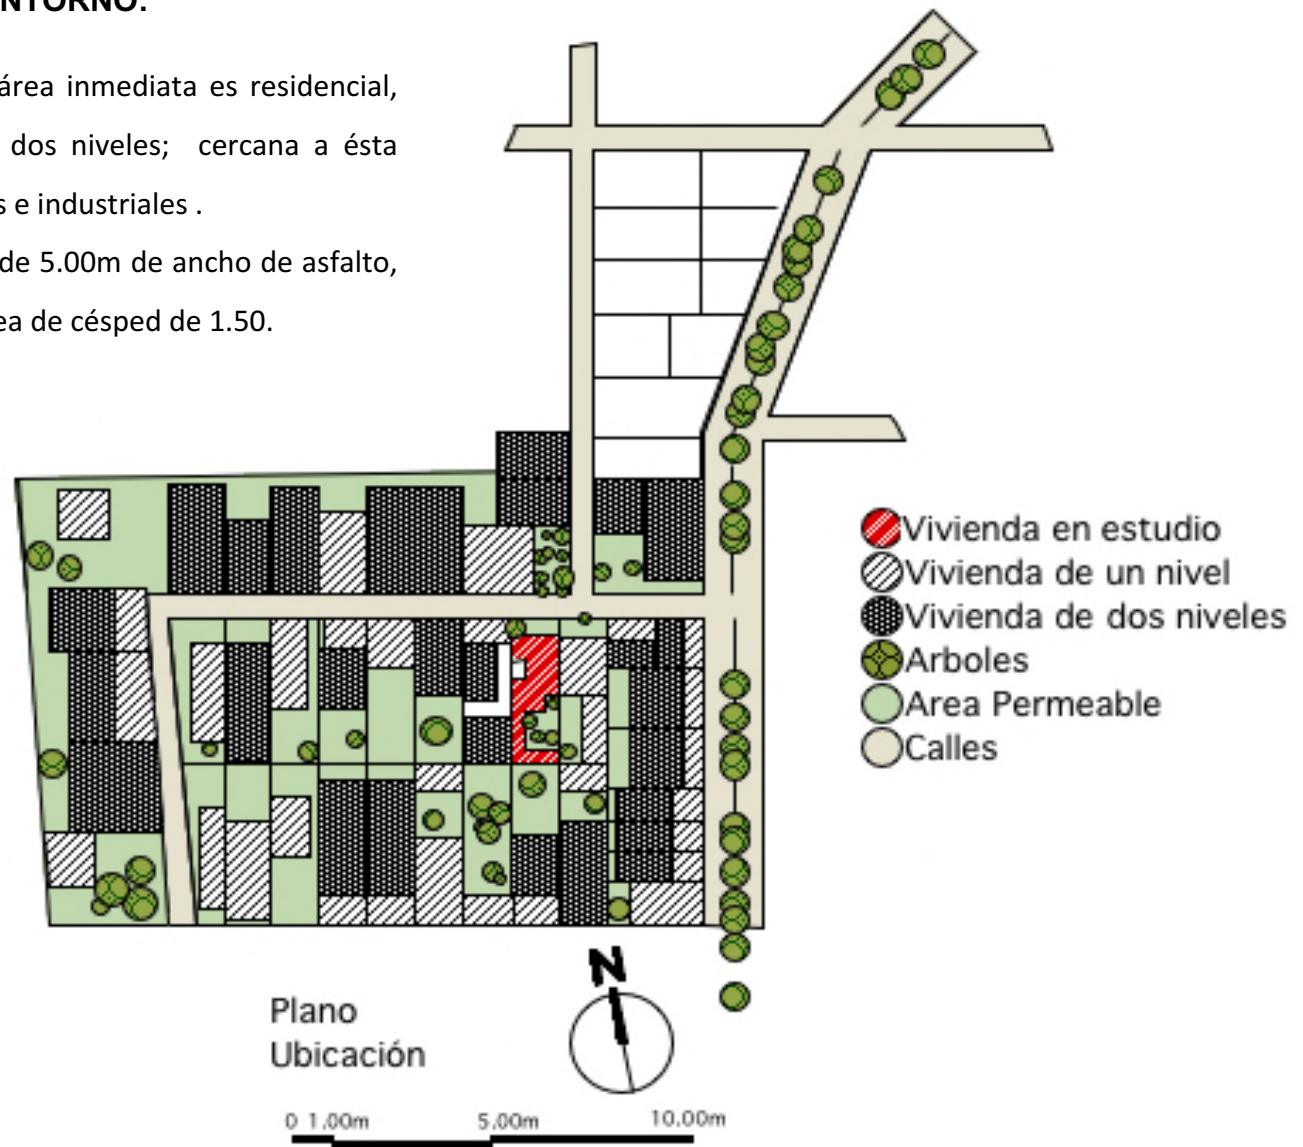 NTORNO.
área inmediata es residencial,
dos niveles; cercana a ésta
s e industriales .
de 5.00m de ancho de asfalto,
ea de césped de 1.50.
Vivienda en estudio
Vivienda de un nivel
Vivienda de dos niveles
Arboles
Area Permeable
Calles
N
Plano
Ubicación
0 1.00m 5.00m 10.00m